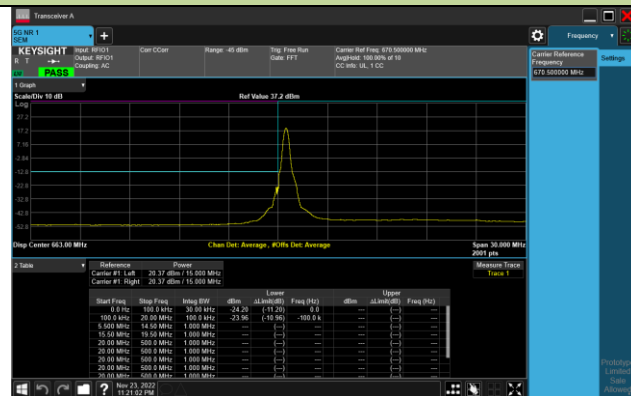 Transceiver A
5G NR 1
SEM
+
Frequency
KEYSIGHT
R T
PASS
Input: RFIO1
Output: RFIO1
Coupling: AC
Corr CCorr
Range: -45 dBm
Trig: Free Run
Gate: FFT
Carrier Ref Freq: 670.500000 MHz
Avg|Hold: 100.00% of 10
CC Info: UL, 1 CC
Carrier Reference
Frequency
670.500000 MHz
Settings
1 Graph
Scale/Div 10 dB
Ref Value 37.2 dBm
Log
27.2
17.2
7.18
-2.84
-12.8
-22.8
-32.8
-42.8
-52.8
Disp Center 663.00 MHz
Chan Det: Average, #Offs Det: Average
Span 30.000 MHz
2001 pts
2 Table
Reference Power
Carrier #1: Left 20.37 dBm / 15.000 MHz
Carrier #1: Right 20.37 dBm / 15.000 MHz
Measure Trace
Trace 1
Lower Upper
Start Freq Stop Freq Integ BW dBm ΔLimit(dB) Freq (Hz) dBm ΔLimit(dB) Freq (Hz)
0.0 Hz 100.0 kHz 30.00 kHz -24.20 (-11.20) 0.0 --- (---) ---
100.0 kHz 20.00 MHz 100.0 kHz -23.96 (-10.96) -100.0 k --- (---) ---
5.500 MHz 14.50 MHz 1.000 MHz --- (---) --- --- (---) ---
15.50 MHz 19.50 MHz 1.000 MHz --- (---) --- --- (---) ---
20.00 MHz 500.0 MHz 1.000 MHz --- (---) --- --- (---) ---
20.00 MHz 500.0 MHz 1.000 MHz --- (---) --- --- (---) ---
20.00 MHz 500.0 MHz 1.000 MHz --- (---) --- --- (---) ---
20.00 MHz 500.0 MHz 1.000 MHz --- (---) --- --- (---) ---
20.00 MHz 500.0 MHz 1.000 MHz --- (---) --- --- (---) ---
?
Nov 23, 2022
11:21:02 PM
Prototype
Limited
Sale
Allowed